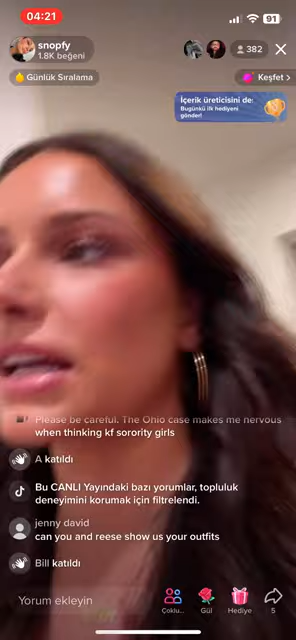 04:21
91
snopfy
1.8K beğeni
382
Günlük Sıralama
Keşfet >
İçerik üreticisini de:
Bugünkü ilk hediyeni
gönder!
Please be careful. The Ohio case makes me nervous
when thinking kf sorority girls
A katıldı
Bu CANLI Yayındaki bazı yorumlar, topluluk
deneyimini korumak için filtrelendi.
jenny david
can you and reese show us your outfits
Bill katıldı
Yorum ekleyin
Çoklu...
Gül
Hediye
5